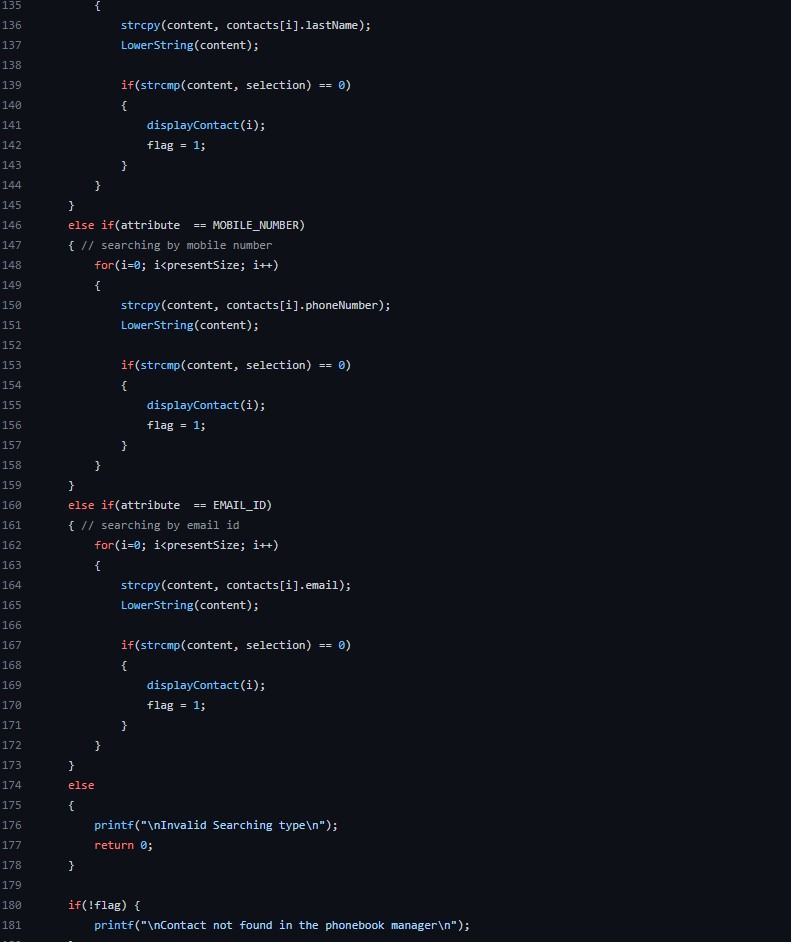 135 {
136 strcpy(content, contacts[i].lastName);
137 LowerString(content);
138
139 if(strcmp(content, selection) == 0)
140 {
141 displayContact(i);
142 flag = 1;
143 }
144 }
145 }
146 else if(attribute  == MOBILE_NUMBER)
147 { // searching by mobile number
148 for(i=0; i<presentSize; i++)
149 {
150 strcpy(content, contacts[i].phoneNumber);
151 LowerString(content);
152
153 if(strcmp(content, selection) == 0)
154 {
155 displayContact(i);
156 flag = 1;
157 }
158 }
159 }
160 else if(attribute  == EMAIL_ID)
161 { // searching by email id
162 for(i=0; i<presentSize; i++)
163 {
164 strcpy(content, contacts[i].email);
165 LowerString(content);
166
167 if(strcmp(content, selection) == 0)
168 {
169 displayContact(i);
170 flag = 1;
171 }
172 }
173 }
174 else
175 {
176 printf("\nInvalid Searching type\n");
177 return 0;
178 }
179
180 if(!flag) {
181 printf("\nContact not found in the phonebook manager\n");